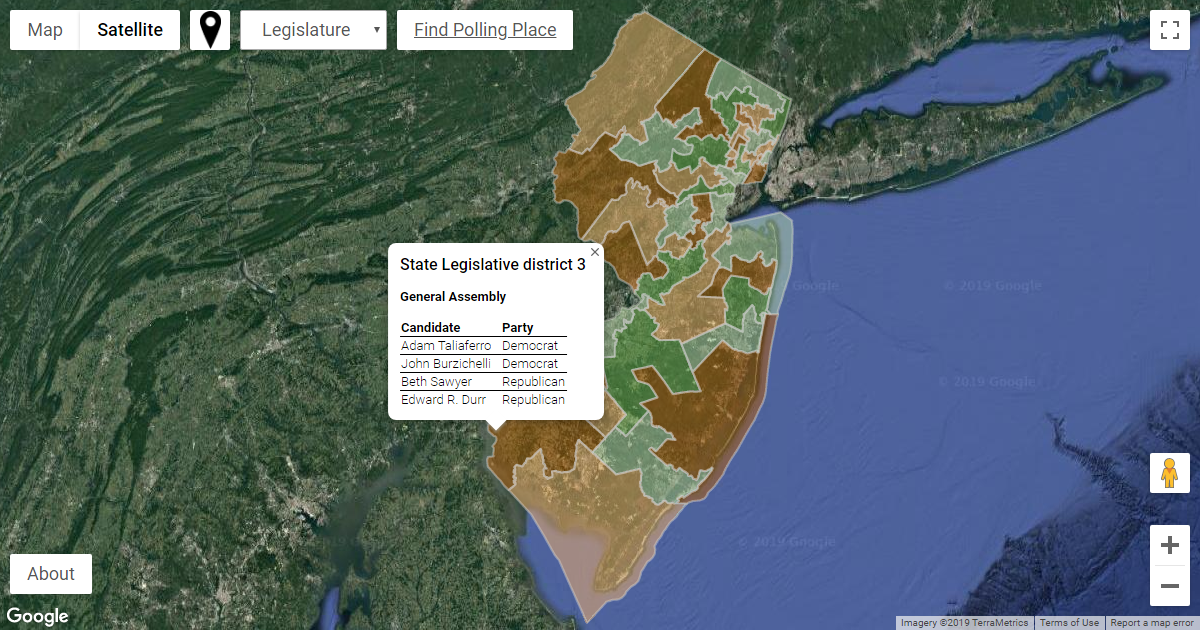 Map Satellite Legislature Find Polling Place
State Legislative district 3
General Assembly
Candidate Party
Adam Taliaferro Democrat
John Burzichelli Democrat
Beth Sawyer Republican
Edward R. Durr Republican
Google
© 2019 Google
© 2019 Google
© 2019 Google
About
Google
Imagery ©2019 TerraMetrics Terms of Use Report a map error